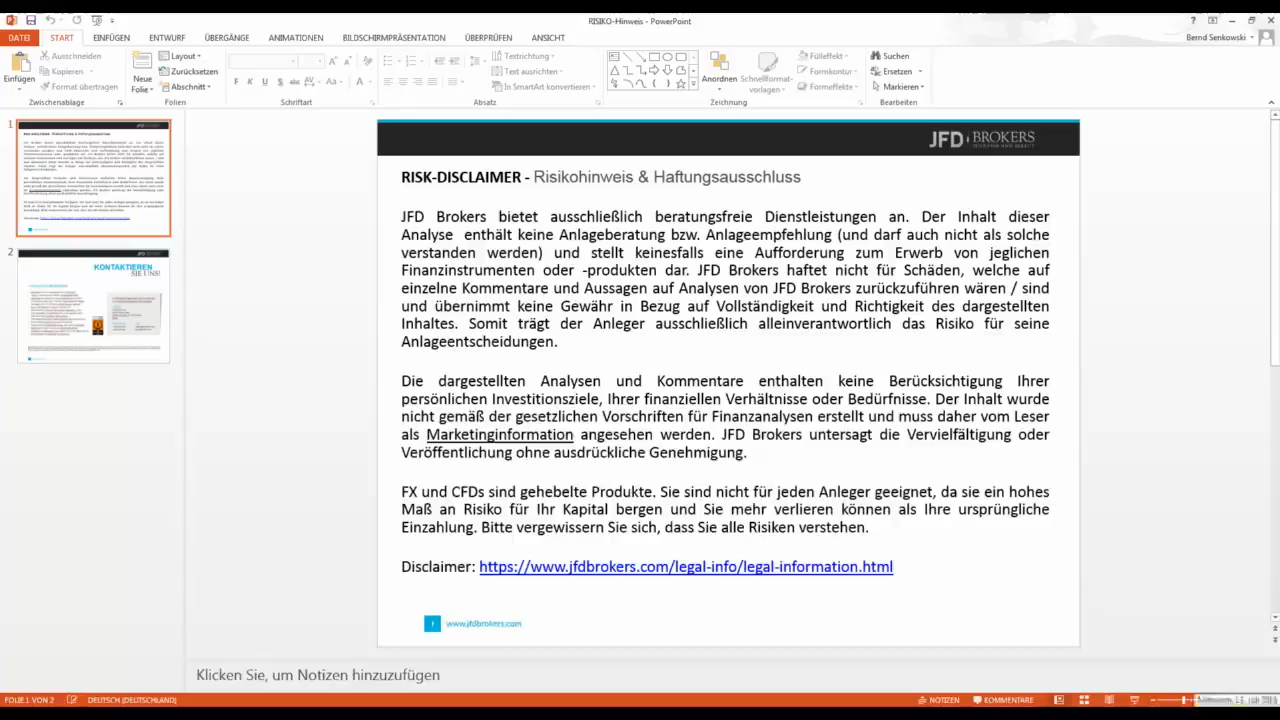 RISIKO-Hinweis - PowerPoint
DATEI START EINFÜGEN ENTWURF ÜBERGÄNGE ANIMATIONEN BILDSCHIRMPRÄSENTATION ÜBERPRÜFEN ANSICHT Bernd Senkowski
Ausschneiden Layout Textrichtung Fülleffekt Suchen
Kopieren Zurücksetzen Text ausrichten Formkontur Ersetzen
Einfügen Format übertragen Neue Folie Abschnitt F K U S abc AV Aa A In SmartArt konvertieren Anordnen Schnellformat-vorlagen Formeffekte Markieren
Zwischenablage Folien Schriftart Absatz Zeichnung Bearbeiten
1
2
KONTAKTIEREN
SIE UNS!
JFD BROKERS
RISK-DISCLAIMER - Risikohinweis & Haftungsausschluss
JFD Brokers bietet ausschließlich beratungsfreie Dienstleistungen an. Der Inhalt dieser
Analyse enthält keine Anlageberatung bzw. Anlageempfehlung (und darf auch nicht als solche
verstanden werden) und stellt keinesfalls eine Aufforderung zum Erwerb von jeglichen
Finanzinstrumenten oder -produkten dar. JFD Brokers haftet nicht für Schäden, welche auf
einzelne Kommentare und Aussagen auf Analysen von JFD Brokers zurückzuführen wären / sind
und übernimmt keine Gewähr in Bezug auf Vollständigkeit und Richtigkeit des dargestellten
Inhaltes. Somit trägt der Anleger ausschließlich alleinverantwortlich das Risiko für seine
Anlageentscheidungen.
Die dargestellten Analysen und Kommentare enthalten keine Berücksichtigung Ihrer
persönlichen Investitionsziele, Ihrer finanziellen Verhältnisse oder Bedürfnisse. Der Inhalt wurde
nicht gemäß der gesetzlichen Vorschriften für Finanzanalysen erstellt und muss daher vom Leser
als Marketinginformation angesehen werden. JFD Brokers untersagt die Vervielfältigung oder
Veröffentlichung ohne ausdrückliche Genehmigung.
FX und CFDs sind gehebelte Produkte. Sie sind nicht für jeden Anleger geeignet, da sie ein hohes
Maß an Risiko für Ihr Kapital bergen und Sie mehr verlieren können als Ihre ursprüngliche
Einzahlung. Bitte vergewissern Sie sich, dass Sie alle Risiken verstehen.
Disclaimer: https://www.jfdbrokers.com/legal-info/legal-information.html
1 www.jfdbrokers.com
Klicken Sie, um Notizen hinzuzufügen
FOLIE 1 VON 2 DEUTSCH (DEUTSCHLAND) NOTIZEN KOMMENTARE